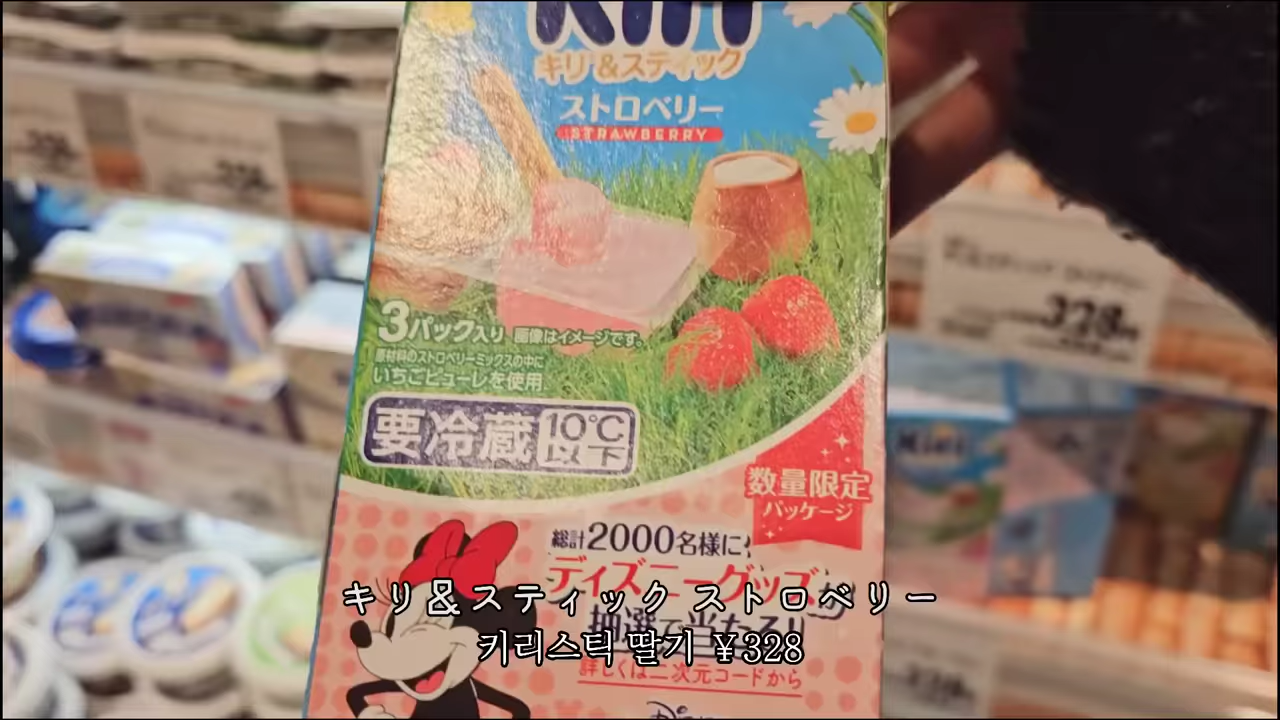 Kiri
キリ&スティック
ストロベリー
STRAWBERRY
3パック入り 画像はイメージです。
原材料のストロベリーミックスの中に
いちごピューレを使用
要冷蔵 10℃以下
数量限定
パッケージ
総計2000名様に
ディズニーグッズが
抽選で当たる!
詳しくは二次元コードから
キリ&スティック ストロベリー
키리스틱 딸기 ¥328
328
Kiri